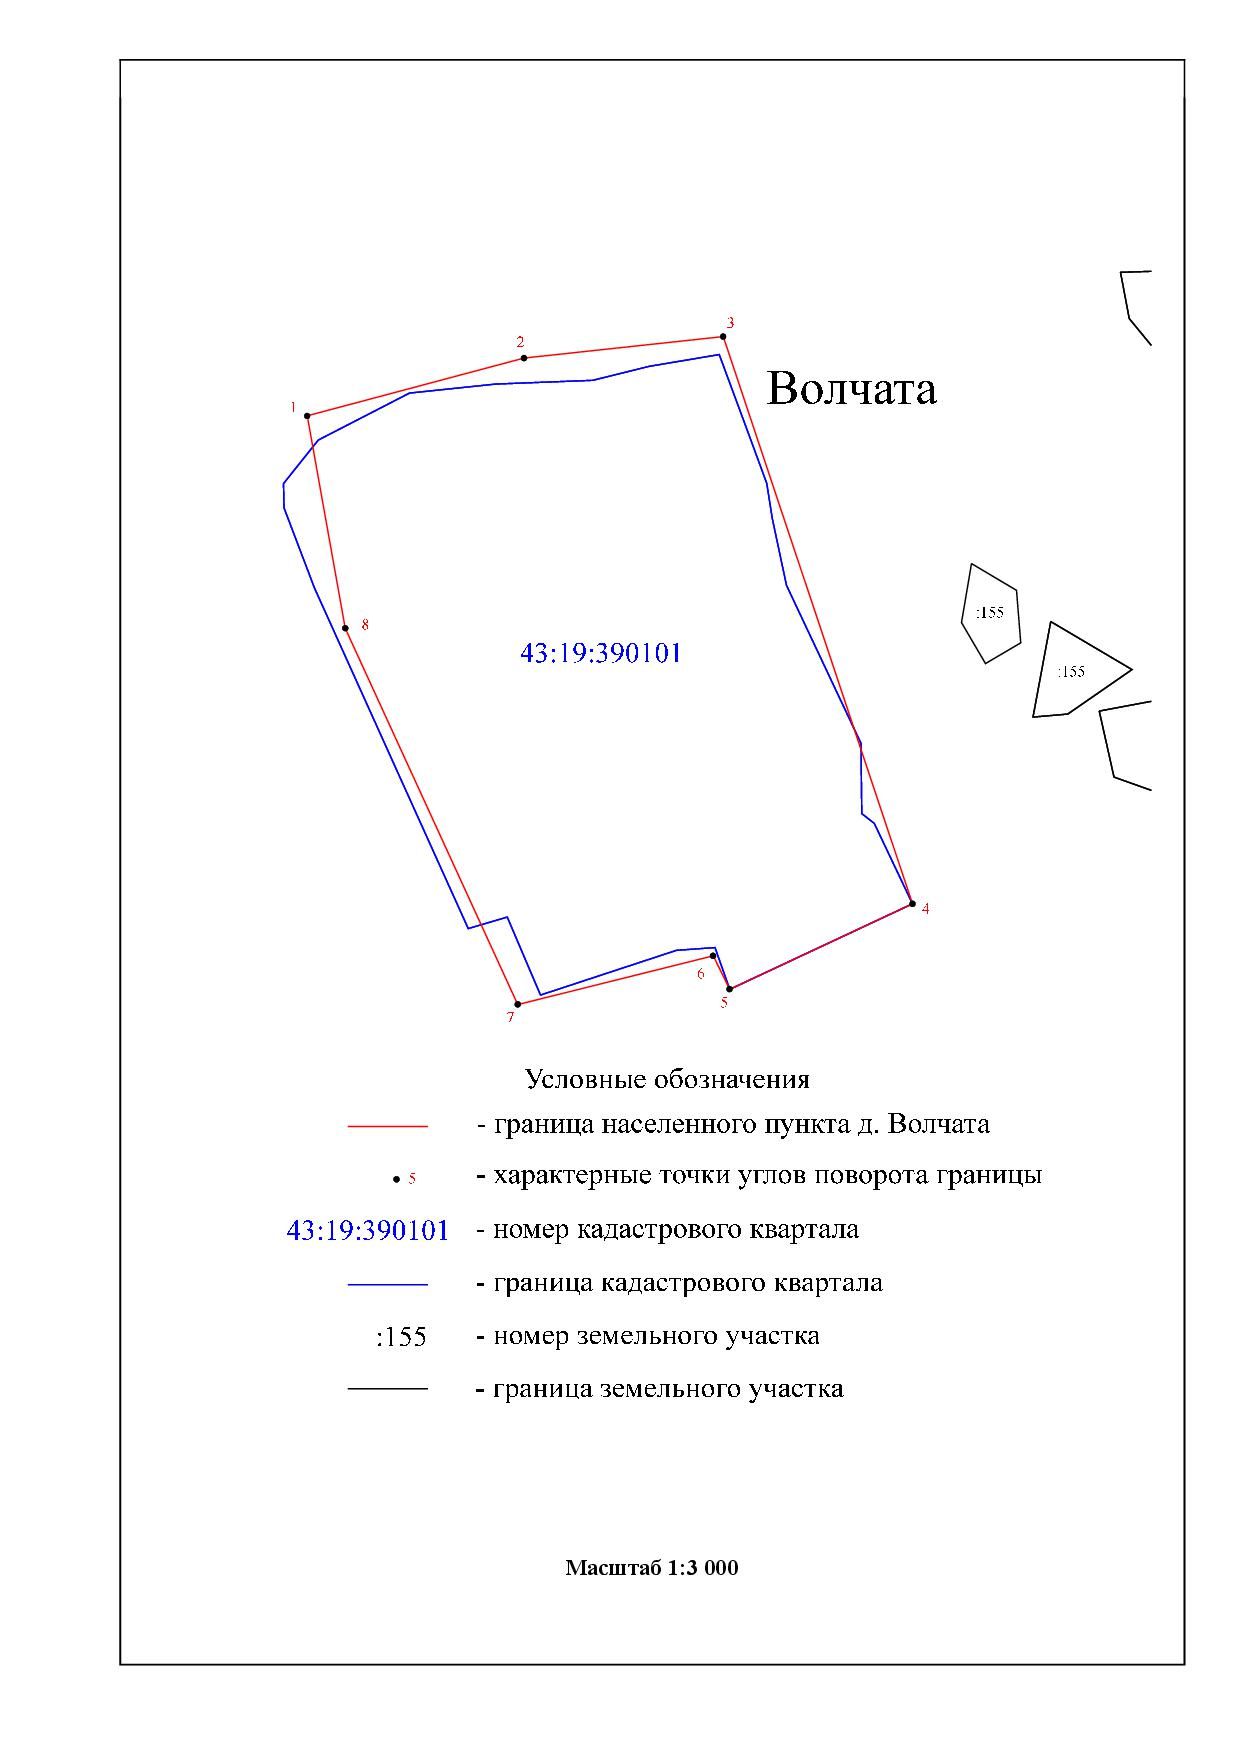 3
2
Волчата
1
:155
8
43:19:390101
:155
4
6
5
7
Условные обозначения
- граница населенного пункта д. Волчата
5 - характерные точки углов поворота границы
43:19:390101 - номер кадастрового квартала
- граница кадастрового квартала
:155 - номер земельного участка
- граница земельного участка
Масштаб 1:3 000